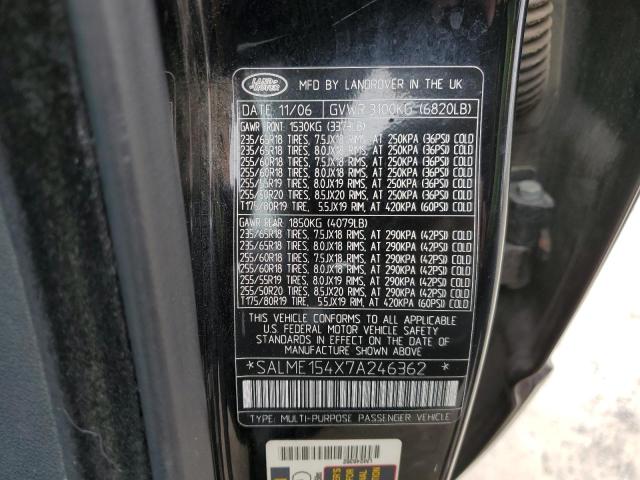 LAND ROVER
MFD BY LANDROVER IN THE UK
DATE 11/06 GVWR 3100KG (6820LB)
GAWR FRONT 1530KG (3373LB)
235/65R18 TIRES, 7.5JX18 RIMS, AT 250KPA (36PSI) COLD
235/65R18 TIRES, 8.0JX18 RIMS, AT 250KPA (36PSI) COLD
255/60R18 TIRES, 7.5JX18 RIMS, AT 250KPA (36PSI) COLD
255/60R18 TIRES, 8.0JX18 RIMS, AT 250KPA (36PSI) COLD
255/55R19 TIRES, 8.0JX19 RIMS, AT 250KPA (36PSI) COLD
255/50R20 TIRES, 8.5JX20 RIMS, AT 250KPA (36PSI) COLD
T175/80R19 TIRE, 5.5JX19 RIM, AT 420KPA (60PSI) COLD
GAWR REAR 1850KG (4079LB)
235/65R18 TIRES, 7.5JX18 RIMS, AT 290KPA (42PSI) COLD
235/65R18 TIRES, 8.0JX18 RIMS, AT 290KPA (42PSI) COLD
255/60R18 TIRES, 7.5JX18 RIMS, AT 290KPA (42PSI) COLD
255/60R18 TIRES, 8.0JX18 RIMS, AT 290KPA (42PSI) COLD
255/55R19 TIRES, 8.0JX19 RIMS, AT 290KPA (42PSI) COLD
255/50R20 TIRES, 8.5JX20 RIMS, AT 290KPA (42PSI) COLD
T175/80R19 TIRE, 5.5JX19 RIM, AT 420KPA (60PSI) COLD
THIS VEHICLE CONFORMS TO ALL APPLICABLE
U.S. FEDERAL MOTOR VEHICLE SAFETY
STANDARDS IN EFFECT ON THE DATE OF
MANUFACTURE SHOWN ABOVE.
*SALME154X7A246362*
TYPE: MULTI-PURPOSE PASSENGER VEHICLE